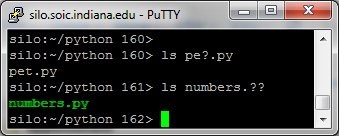 silo.soic.indiana.edu - PuTTY
silo:~/python 160>
silo:~/python 160> ls pe?.py
pet.py
silo:~/python 161> ls numbers.??
numbers.py
silo:~/python 162>